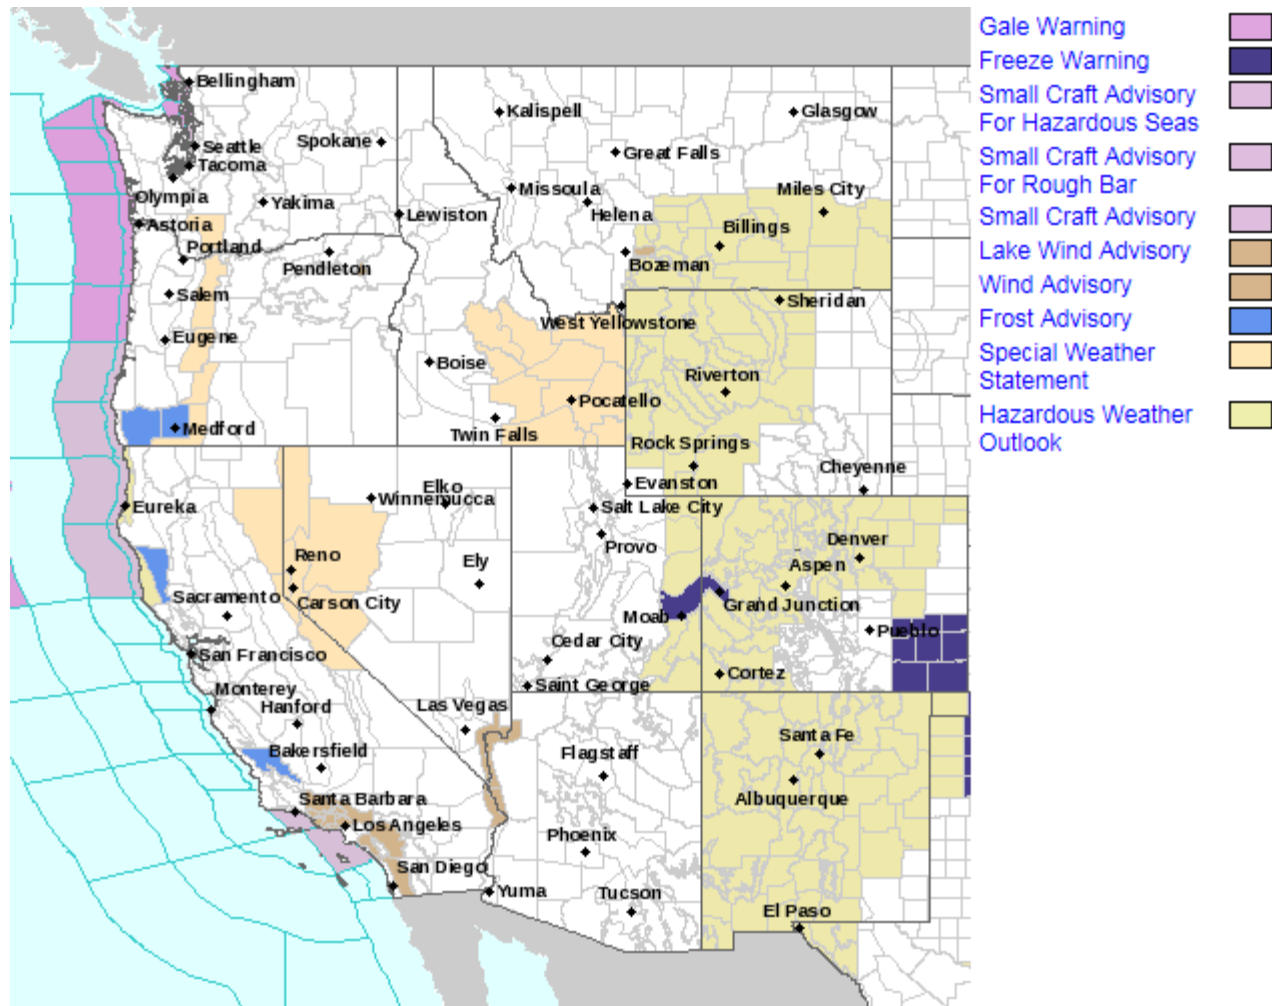 Gale Warning
Freeze Warning
Small Craft Advisory
For Hazardous Seas
Small Craft Advisory
For Rough Bar
Small Craft Advisory
Lake Wind Advisory
Wind Advisory
Frost Advisory
Special Weather
Statement
Hazardous Weather
Outlook
Bellingham
Kalispell
Glasgow
Seattle
Spokane
Great Falls
Tacoma
Olympia
Yakima
Missoula
Miles City
Lewiston
Helena
Astoria
Billings
Portland
Pendleton
Bozeman
Salem
Sheridan
West Yellowstone
Eugene
Boise
Riverton
Pocatello
Medford
Twin Falls
Rock Springs
Cheyenne
Evanston
Elko
Winnemucca
Eureka
Salt Lake City
Provo
Denver
Reno
Ely
Aspen
Sacramento
Carson City
Grand Junction
Moab
Pueblo
San Francisco
Cedar City
Cortez
Saint George
Monterey
Hanford
Las Vegas
Bakersfield
Flagstaff
Santa Fe
Albuquerque
Santa Barbara
Los Angeles
Phoenix
San Diego
Yuma
Tucson
El Paso